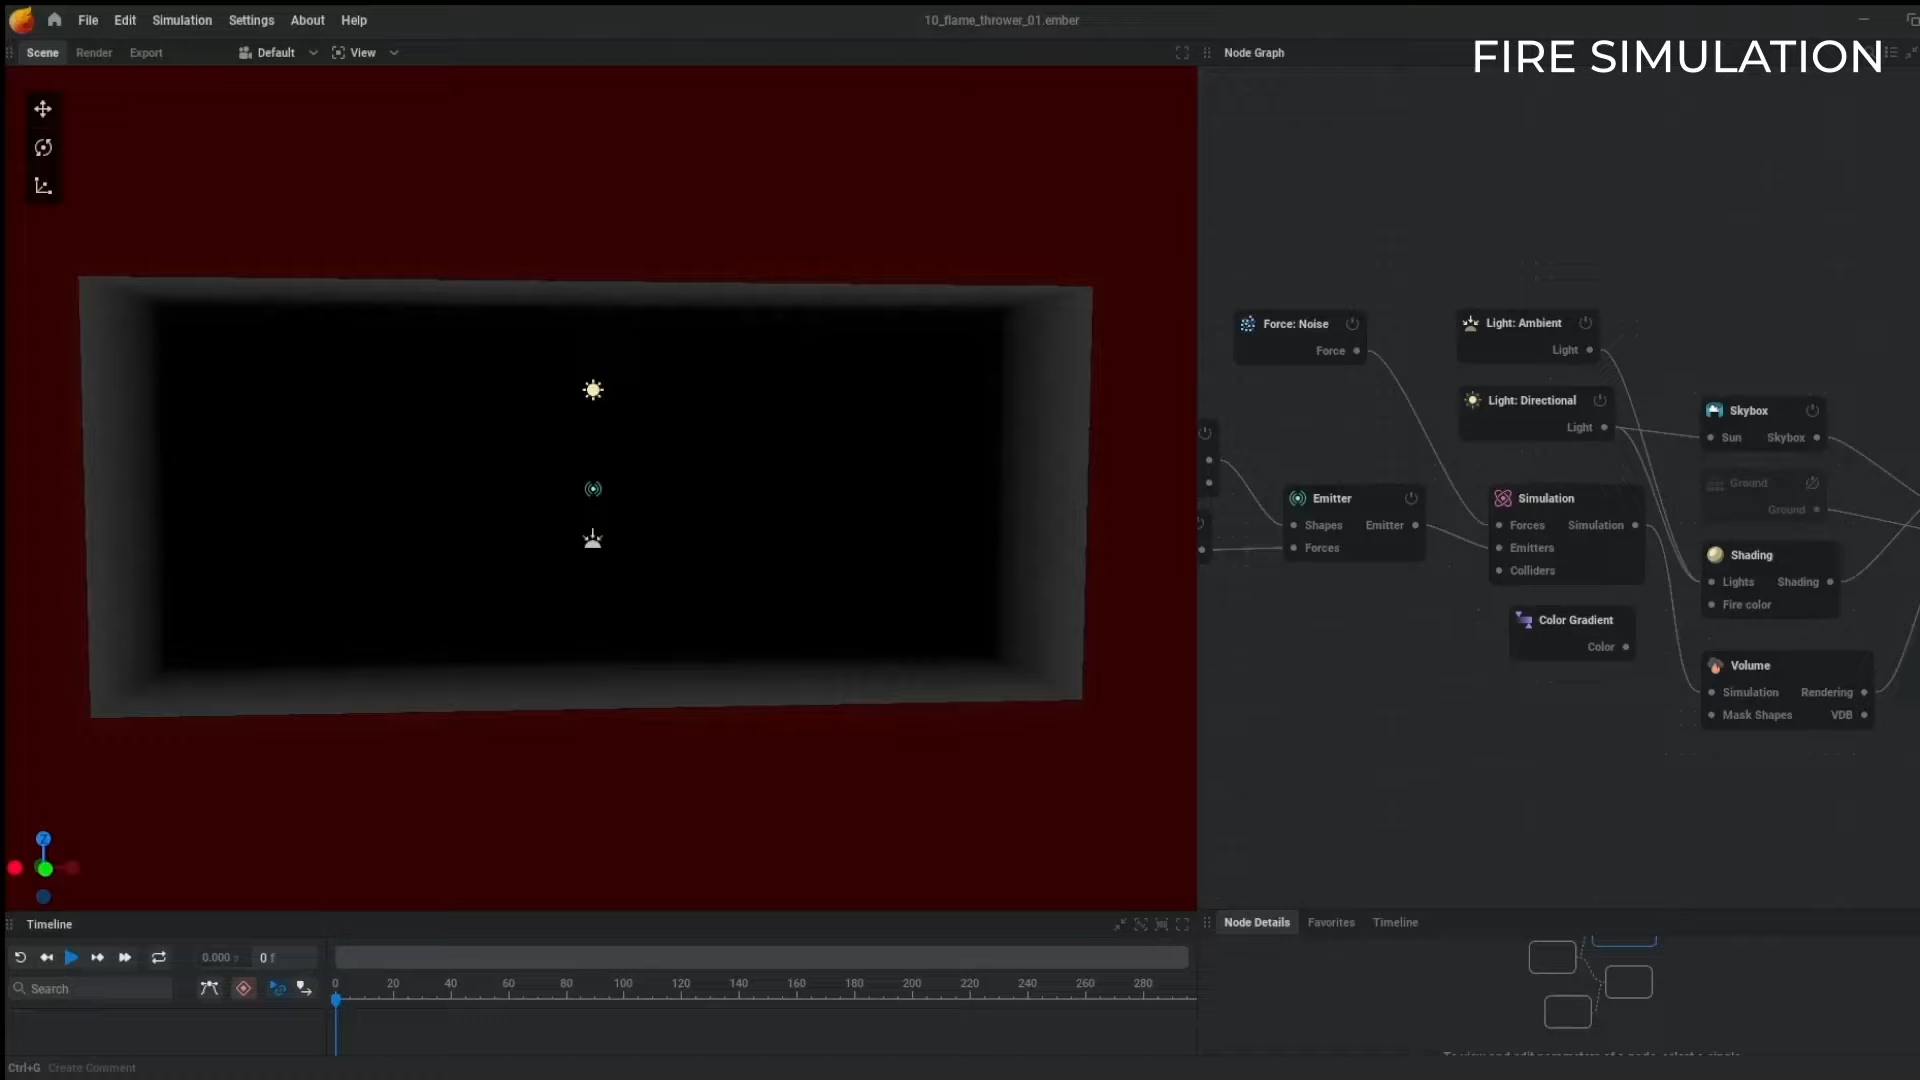 File Edit Simulation Settings About Help
10_flame_thrower_01.ember
Scene Render Export Default View
Node Graph
FIRE SIMULATION
Force: Noise
Force
Light: Ambient
Light
Light: Directional
Light
Skybox
Sun Skybox
Ground
Ground
Emitter
Shapes Emitter
Forces
Simulation
Forces Simulation
Emitters
Colliders
Shading
Lights Shading
Fire color
Color Gradient
Color
Volume
Simulation Rendering
Mask Shapes VDB
Z
Timeline
Node Details Favorites Timeline
0.000 s 0 f
Search
0 20 40 60 80 100 120 140 160 180 200 220 240 260 280
Ctrl+G Create Comment